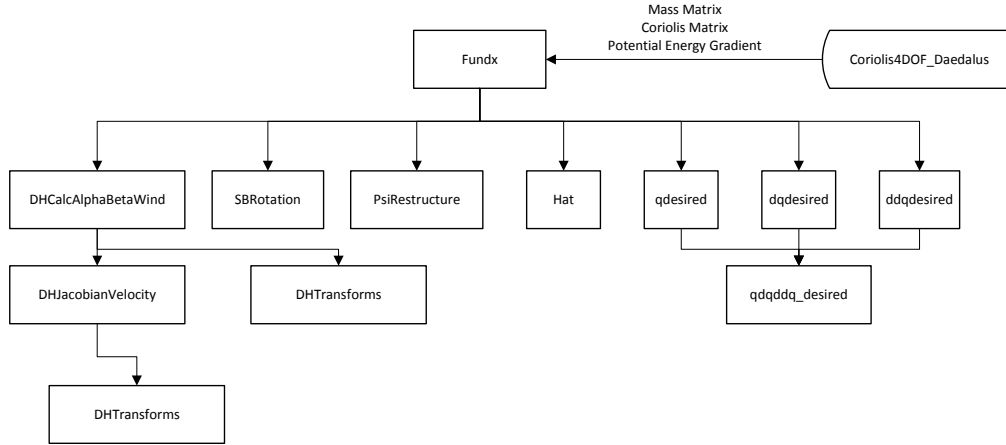 Mass Matrix
Coriolis Matrix
Potential Energy Gradient
Fundx
Coriolis4DOF_Daedalus
DHCalcAlphaBetaWind
SBRotation
PsiRestructure
Hat
qdesired
dqdesired
ddqdesired
DHJacobianVelocity
DHTransforms
qdqddq_desired
DHTransforms